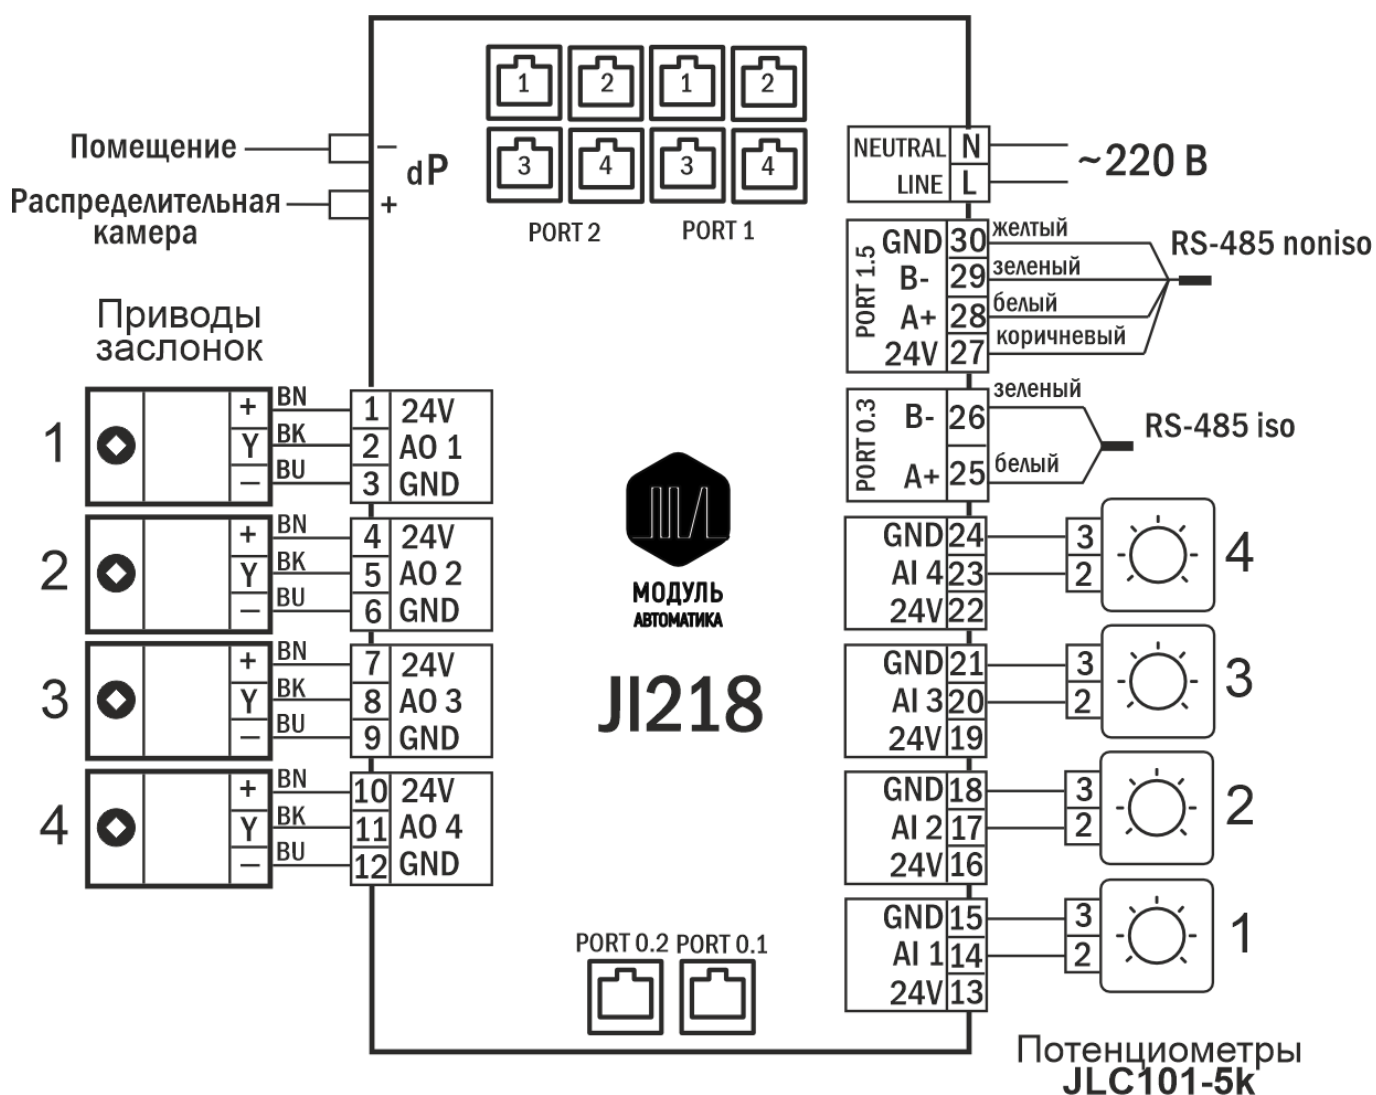 1
2
1
2
3
4
3
4
PORT 2
PORT 1
Помещение
−
dP
Распределительная
камера
+
NEUTRAL N
LINE L
~220 В
PORT 1.5
GND 30 желтый
B- 29 зеленый
A+ 28 белый
24V 27 коричневый
RS-485 noniso
PORT 0.3
B- 26 зеленый
A+ 25 белый
RS-485 iso
Приводы
заслонок
1
+ BN 1 24V
Y BK 2 AO 1
− BU 3 GND
2
+ BN 4 24V
Y BK 5 AO 2
− BU 6 GND
3
+ BN 7 24V
Y BK 8 AO 3
− BU 9 GND
4
+ BN 10 24V
Y BK 11 AO 4
− BU 12 GND
МОДУЛЬ
АВТОМАТИКА
JI218
GND 24 3
AI 4 23 2
24V 22
4
GND 21 3
AI 3 20 2
24V 19
3
GND 18 3
AI 2 17 2
24V 16
2
GND 15 3
AI 1 14 2
24V 13
1
PORT 0.2 PORT 0.1
Потенциометры
JLC101-5k